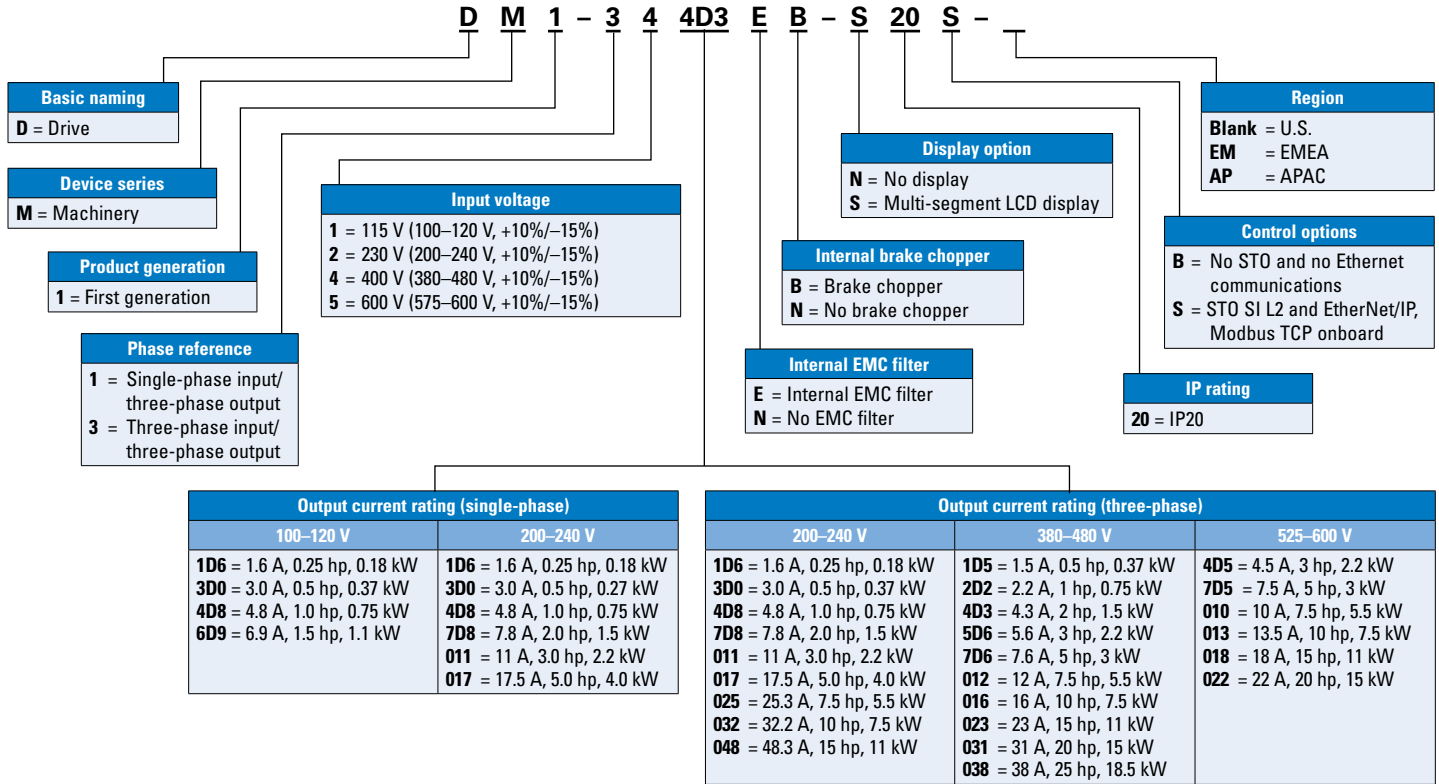 D M 1 – 3 4 4D3 E B – S 20 S –
Basic naming
D = Drive
Device series
M = Machinery
Product generation
1 = First generation
Phase reference
1 = Single-phase input/
three-phase output
3 = Three-phase input/
three-phase output
Input voltage
1 = 115 V (100–120 V, +10%/–15%)
2 = 230 V (200–240 V, +10%/–15%)
4 = 400 V (380–480 V, +10%/–15%)
5 = 600 V (575–600 V, +10%/–15%)
Display option
N = No display
S = Multi-segment LCD display
Internal brake chopper
B = Brake chopper
N = No brake chopper
Internal EMC filter
E = Internal EMC filter
N = No EMC filter
Region
Blank = U.S.
EM = EMEA
AP = APAC
Control options
B = No STO and no Ethernet
communications
S = STO SI L2 and EtherNet/IP,
Modbus TCP onboard
IP rating
20 = IP20
Output current rating (single-phase)
100–120 V
1D6 = 1.6 A, 0.25 hp, 0.18 kW
3D0 = 3.0 A, 0.5 hp, 0.37 kW
4D8 = 4.8 A, 1.0 hp, 0.75 kW
6D9 = 6.9 A, 1.5 hp, 1.1 kW
200–240 V
1D6 = 1.6 A, 0.25 hp, 0.18 kW
3D0 = 3.0 A, 0.5 hp, 0.27 kW
4D8 = 4.8 A, 1.0 hp, 0.75 kW
7D8 = 7.8 A, 2.0 hp, 1.5 kW
011 = 11 A, 3.0 hp, 2.2 kW
017 = 17.5 A, 5.0 hp, 4.0 kW
Output current rating (three-phase)
200–240 V
1D6 = 1.6 A, 0.25 hp, 0.18 kW
3D0 = 3.0 A, 0.5 hp, 0.37 kW
4D8 = 4.8 A, 1.0 hp, 0.75 kW
7D8 = 7.8 A, 2.0 hp, 1.5 kW
011 = 11 A, 3.0 hp, 2.2 kW
017 = 17.5 A, 5.0 hp, 4.0 kW
025 = 25.3 A, 7.5 hp, 5.5 kW
032 = 32.2 A, 10 hp, 7.5 kW
048 = 48.3 A, 15 hp, 11 kW
380–480 V
1D5 = 1.5 A, 0.5 hp, 0.37 kW
2D2 = 2.2 A, 1 hp, 0.75 kW
4D3 = 4.3 A, 2 hp, 1.5 kW
5D6 = 5.6 A, 3 hp, 2.2 kW
7D6 = 7.6 A, 5 hp, 3 kW
012 = 12 A, 7.5 hp, 5.5 kW
016 = 16 A, 10 hp, 7.5 kW
023 = 23 A, 15 hp, 11 kW
031 = 31 A, 20 hp, 15 kW
038 = 38 A, 25 hp, 18.5 kW
525–600 V
4D5 = 4.5 A, 3 hp, 2.2 kW
7D5 = 7.5 A, 5 hp, 3 kW
010 = 10 A, 7.5 hp, 5.5 kW
013 = 13.5 A, 10 hp, 7.5 kW
018 = 18 A, 15 hp, 11 kW
022 = 22 A, 20 hp, 15 kW